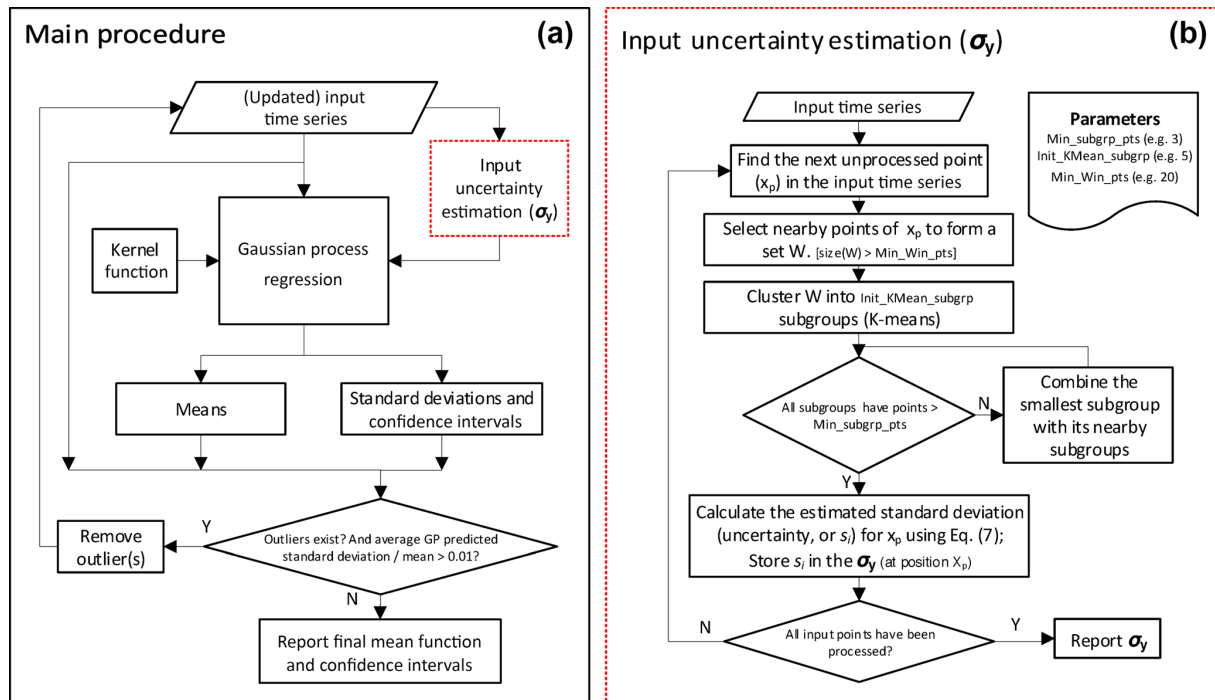 Main procedure
(a)
(Updated) input
time series
Input
uncertainty
estimation (σy)
Kernel
function
Gaussian process
regression
Means
Standard deviations and
confidence intervals
Remove
outlier(s)
Y
Outliers exist? And average GP predicted
standard deviation / mean > 0.01?
N
Report final mean function
and confidence intervals
Input uncertainty estimation (σy)
(b)
Input time series
Parameters
Min_subgrp_pts (e.g. 3)
Init_KMean_subgrp (e.g. 5)
Min_Win_pts (e.g. 20)
Find the next unprocessed point
(xp) in the input time series
Select nearby points of xp to form a
set W. [size(W) > Min_Win_pts]
Cluster W into Init_KMean_subgrp
subgroups (K-means)
All subgroups have points >
Min_subgrp_pts
N
Combine the
smallest subgroup
with its nearby
subgroups
Y
Calculate the estimated standard deviation
(uncertainty, or si) for xp using Eq. (7);
Store si in the σy (at position Xp)
N
All input points have been
processed?
Y
Report σy